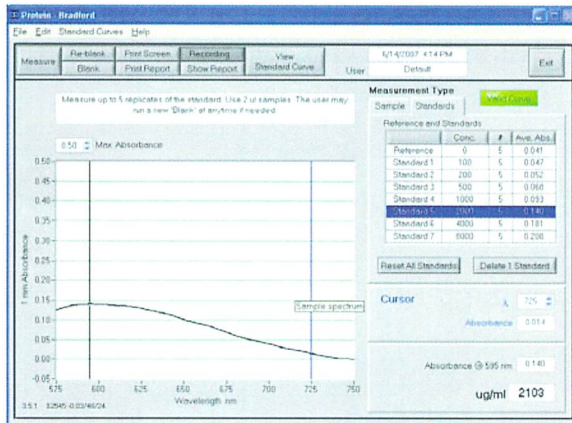 Protein - Bradford
File Edit Standard Curves Help
Measure Re-blank Print Screen Recording View Standard Curve 6/14/2007 4:14 PM Exit
Blank Print Report Show Report User Default
Measure up to 5 replicates of the standard. Use 2 ul samples. The user may
run a new 'Blank' at anytime if needed.
Measurement Type
Valid Curve
Sample Standards
Reference and Standards
Conc. # Ave. Abs.
Reference 0 5 0.041
Standard 1 100 5 0.047
Standard 2 200 5 0.052
Standard 3 500 5 0.068
Standard 4 1000 5 0.093
Standard 5 2000 5 0.140
Standard 6 4000 5 0.181
Standard 7 8000 5 0.208
Reset All Standards Delete 1 Standard
0.50 Max Absorbance
0.50
0.45
0.40
0.35
0.30
0.25
0.20
0.15
0.10
0.05
0.00
-0.05
1 mm Absorbance
Sample spectrum
575 600 625 650 675 700 725 750
Wavelength nm
Cursor λ 725
Absorbance 0.014
Absorbance @ 595 nm 0.140
ug/ml 2103
3.5.1